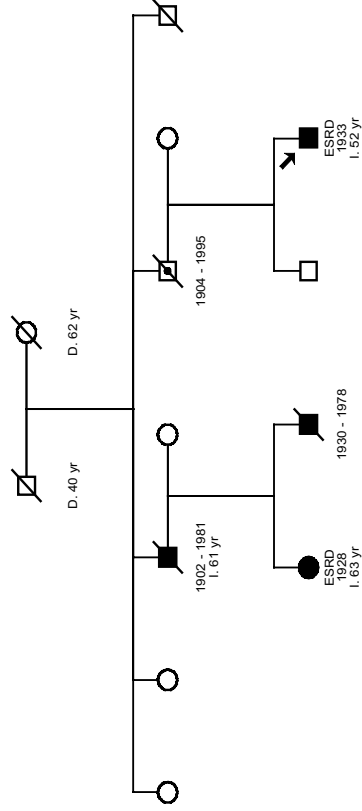 D. 40 yr
D. 62 yr
1902 - 1981
I. 61 yr
1904 - 1995
ESRD
1928
I. 63 yr
1930 - 1978
ESRD
1933
I. 52 yr